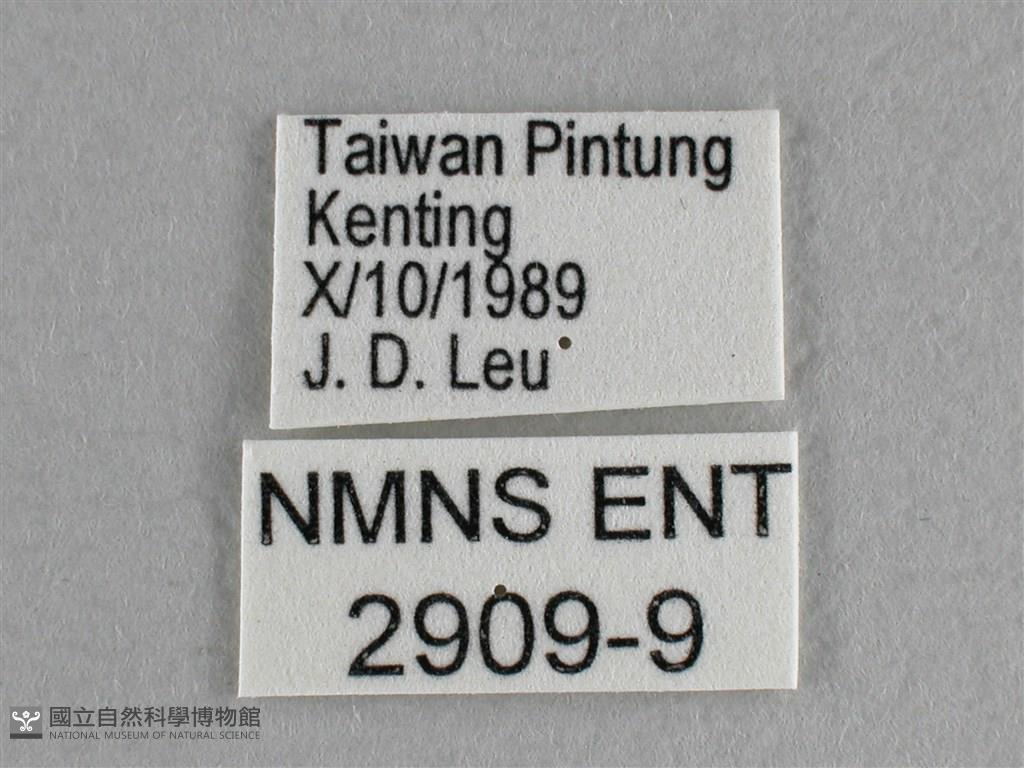 Taiwan Pintung
Kenting
X/10/1989
J. D. Leu
NMNS ENT
2909-9
國立自然科學博物館
NATIONAL MUSEUM OF NATURAL SCIENCE